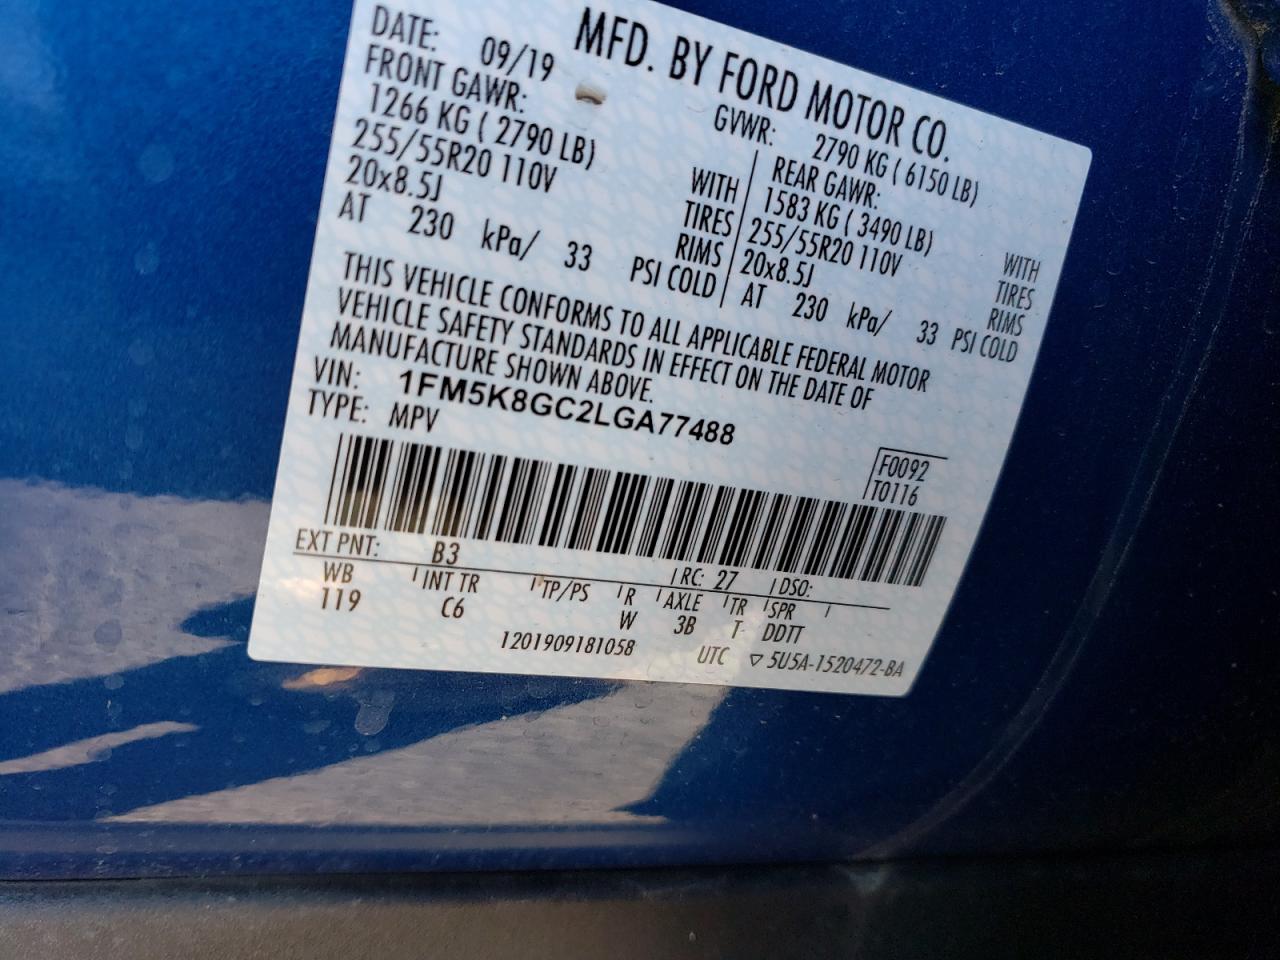 MFD. BY FORD MOTOR CO.
DATE: 09/19 GVWR: 2790 KG ( 6150 LB)
FRONT GAWR: REAR GAWR:
1266 KG ( 2790 LB) WITH 1583 KG ( 3490 LB) WITH
255/55R20 110V TIRES 255/55R20 110V TIRES
20x8.5J RIMS 20x8.5J RIMS
AT 230 kPa/ 33 PSI COLD AT 230 kPa/ 33 PSI COLD
THIS VEHICLE CONFORMS TO ALL APPLICABLE FEDERAL MOTOR
VEHICLE SAFETY STANDARDS IN EFFECT ON THE DATE OF
MANUFACTURE SHOWN ABOVE.
VIN: 1FM5K8GC2LGA77488
TYPE: MPV
F0092
T0116
EXT PNT: B3 RC: 27 DSO:
WB INT TR TP/PS R AXLE TR SPR
119 C6 W 3B T DDTT
1201909181058 UTC ▽ 5U5A-1520472-BA